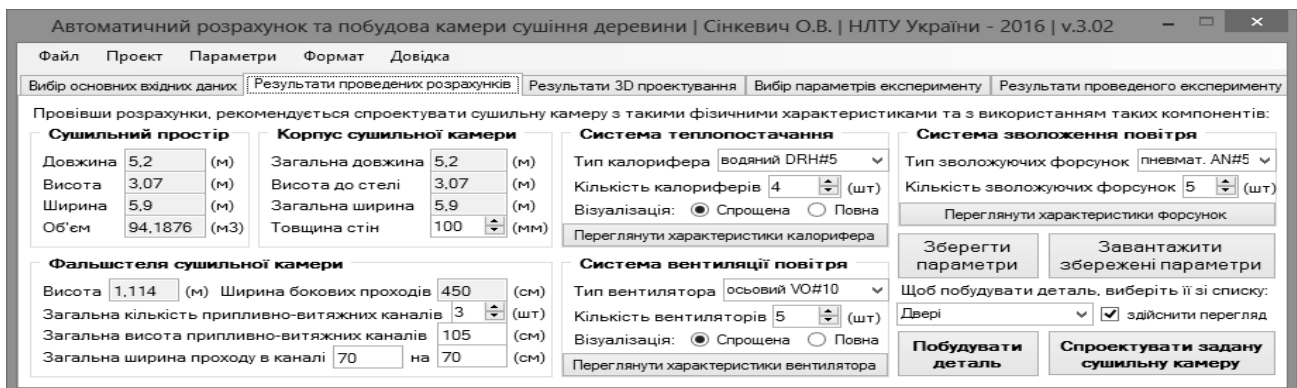 Автоматичний розрахунок та побудова камери сушіння деревини | Сінкевич О.В. | НЛТУ України - 2016 | v.3.02
Файл Проект Параметри Формат Довідка
Вибір основних вхідних даних Результати проведених розрахунків Результати 3D проектування Вибір параметрів експерименту Результати проведеного експерименту
Провівши розрахунки, рекомендується спроектувати сушильну камеру з такими фізичними характеристиками та з використанням таких компонентів:
Сушильний простір
Довжина 5,2 (м)
Висота 3,07 (м)
Ширина 5,9 (м)
Об'єм 94,1876 (м3)
Корпус сушильної камери
Загальна довжина 5,2 (м)
Висота до стелі 3,07 (м)
Загальна ширина 5,9 (м)
Товщина стін 100 (мм)
Фальшстеля сушильної камери
Висота 1,114 (м) Ширина бокових проходів 450 (см)
Загальна кількість припливно-витяжних каналів 3 (шт)
Загальна висота припливно-витяжних каналів 105 (см)
Загальна ширина проходу в каналі 70 на 70 (см)
Система теплопостачання
Тип калорифера водяний DRH#5
Кількість калориферів 4 (шт)
Візуалізація: Спрощена Повна
Переглянути характеристики калорифера
Система вентиляції повітря
Тип вентилятора осьовий VO#10
Кількість вентиляторів 5 (шт)
Візуалізація: Спрощена Повна
Переглянути характеристики вентилятора
Система зволоження повітря
Тип зволожуючих форсунок пневмат. AN#5
Кількість зволожуючих форсунок 5 (шт)
Переглянути характеристики форсунок
Зберегти
параметри
Завантажити
збережені параметри
Щоб побудувати деталь, виберіть її зі списку:
Двері здійснити перегляд
Побудувати
деталь
Спроектувати задану
сушильну камеру